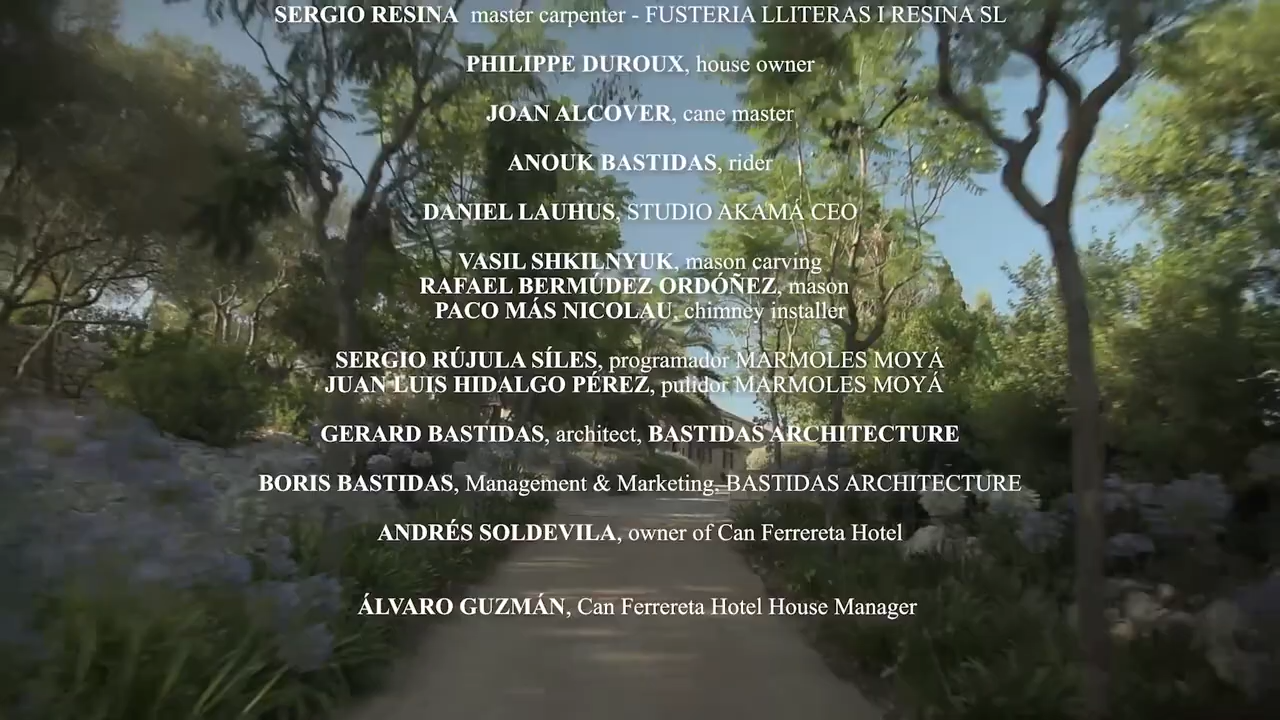 SERGIO RESINA master carpenter - FUSTERIA LLITERAS I RESINA SL
PHILIPPE DUROUX, house owner
JOAN ALCOVER, cane master
ANOUK BASTIDAS, rider
DANIEL LAUHUS, STUDIO AKAMA CEO
VASIL SHKILNYUK, mason carving
RAFAEL BERMÚDEZ ORDÓÑEZ, mason
PACO MÁS NICOLAU, chimney installer
SERGIO RÚJULA SÍLES, programador MARMOLES MOYÁ
JUAN LUIS HIDALGO PÉREZ, pulidor MARMOLES MOYÁ
GERARD BASTIDAS, architect, BASTIDAS ARCHITECTURE
BORIS BASTIDAS, Management & Marketing, BASTIDAS ARCHITECTURE
ANDRÉS SOLDEVILA, owner of Can Ferrereta Hotel
ÁLVARO GUZMÁN, Can Ferrereta Hotel House Manager